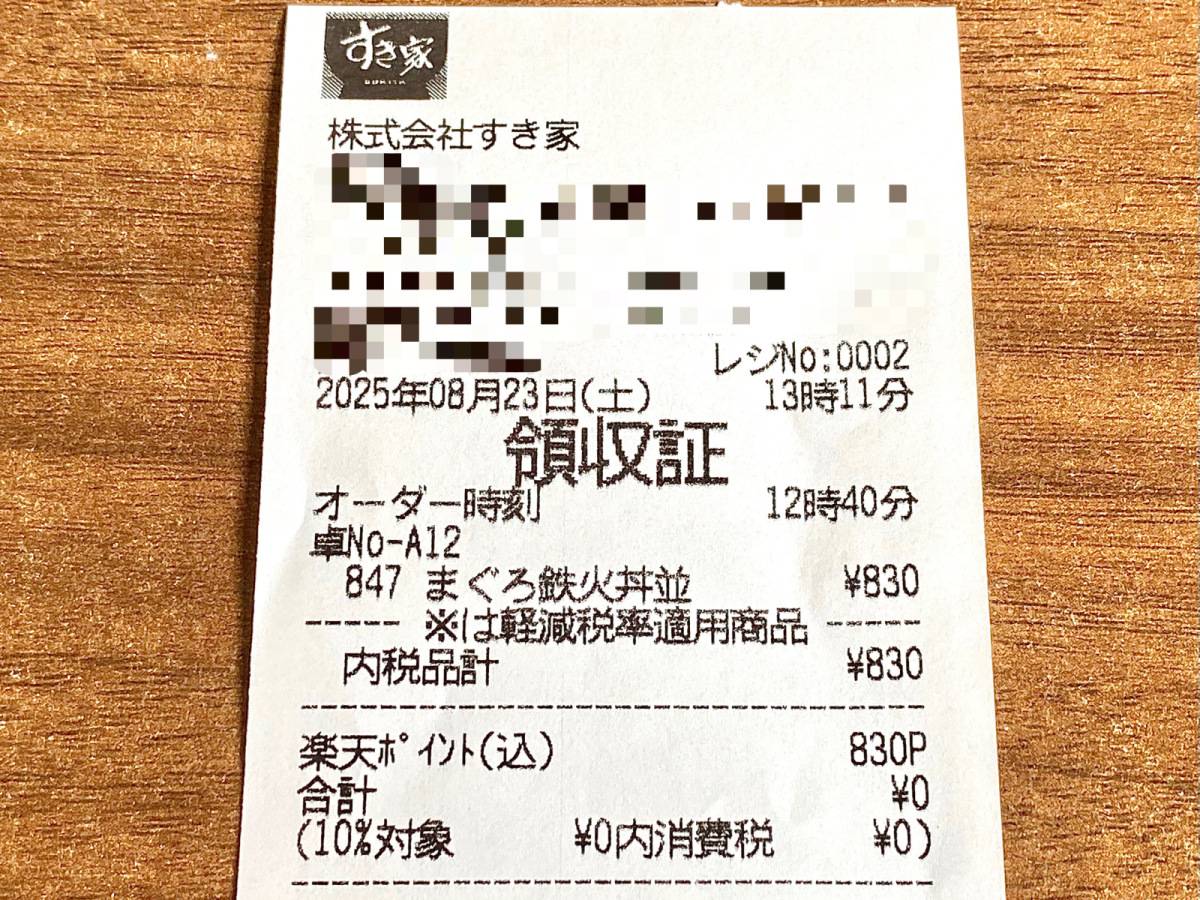 すき家
SUKIYA
株式会社すき家
レジNo:0002
2025年08月23日(土) 13時11分
領収証
オーダー時刻 12時40分
卓No-A12
847 まぐろ鉄火丼並 ¥830
----- ※は軽減税率適用商品 -----
内税品計 ¥830
楽天ポイント(込) 830P
合計 ¥0
(10%対象 ¥0内消費税 ¥0)